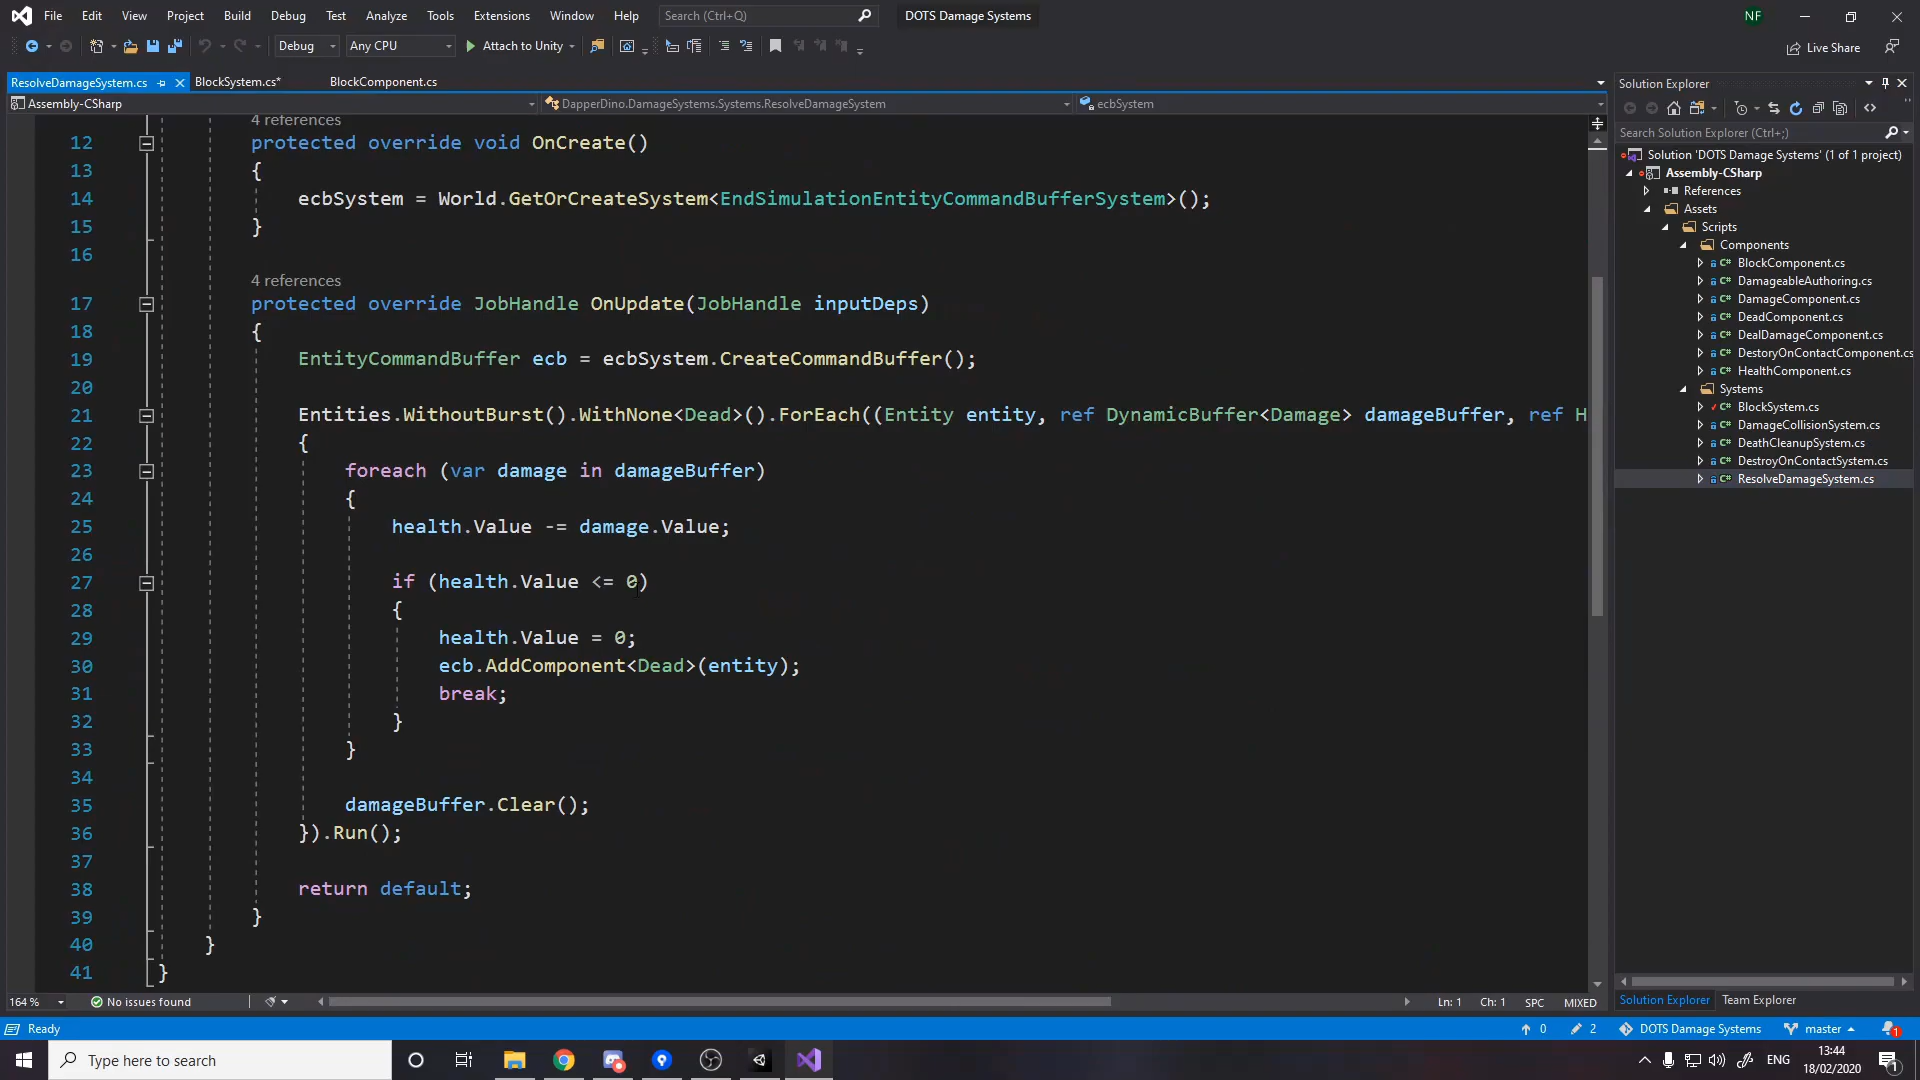 File Edit View Project Build Debug Test Analyze Tools Extensions Window Help Search (Ctrl+Q) DOTS Damage Systems NF
Debug Any CPU Attach to Unity Live Share
ResolveDamageSystem.cs BlockSystem.cs* BlockComponent.cs
Assembly-CSharp DapperDino.DamageSystems.Systems.ResolveDamageSystem ecbSystem
4 references
12 protected override void OnCreate()
13 {
14 ecbSystem = World.GetOrCreateSystem<EndSimulationEntityCommandBufferSystem>();
15 }
16
4 references
17 protected override JobHandle OnUpdate(JobHandle inputDeps)
18 {
19 EntityCommandBuffer ecb = ecbSystem.CreateCommandBuffer();
20
21 Entities.WithoutBurst().WithNone<Dead>().ForEach((Entity entity, ref DynamicBuffer<Damage> damageBuffer, ref H
22 {
23 foreach (var damage in damageBuffer)
24 {
25 health.Value -= damage.Value;
26
27 if (health.Value <= 0)
28 {
29 health.Value = 0;
30 ecb.AddComponent<Dead>(entity);
31 break;
32 }
33 }
34
35 damageBuffer.Clear();
36 }).Run();
37
38 return default;
39 }
40 }
41 }
164 % No issues found Ln: 1 Ch: 1 SPC MIXED
Solution Explorer
Search Solution Explorer (Ctrl+;)
Solution 'DOTS Damage Systems' (1 of 1 project)
Assembly-CSharp
References
Assets
Scripts
Components
C# BlockComponent.cs
C# DamageableAuthoring.cs
C# DamageComponent.cs
C# DeadComponent.cs
C# DealDamageComponent.cs
C# DestoryOnContactComponent.cs
C# HealthComponent.cs
Systems
C# BlockSystem.cs
C# DamageCollisionSystem.cs
C# DeathCleanupSystem.cs
C# DestroyOnContactSystem.cs
C# ResolveDamageSystem.cs
Solution Explorer Team Explorer
Ready 0 2 DOTS Damage Systems master 1
Type here to search ENG 13:44 18/02/2020 1